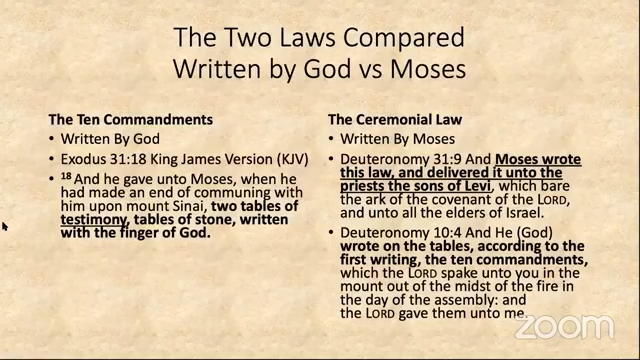 The Two Laws Compared
Written by God vs Moses
The Ten Commandments
• Written By God
• Exodus 31:18 King James Version (KJV)
• 18 And he gave unto Moses, when he
had made an end of communing with
him upon mount Sinai, two tables of
testimony, tables of stone, written
with the finger of God.
The Ceremonial Law
• Written By Moses
• Deuteronomy 31:9 And Moses wrote
this law, and delivered it unto the
priests the sons of Levi, which bare
the ark of the covenant of the LORD,
and unto all the elders of Israel.
• Deuteronomy 10:4 And He (God)
wrote on the tables, according to the
first writing, the ten commandments,
which the LORD spake unto you in the
mount out of the midst of the fire in
the day of the assembly: and
the LORD gave them unto me.
zoom